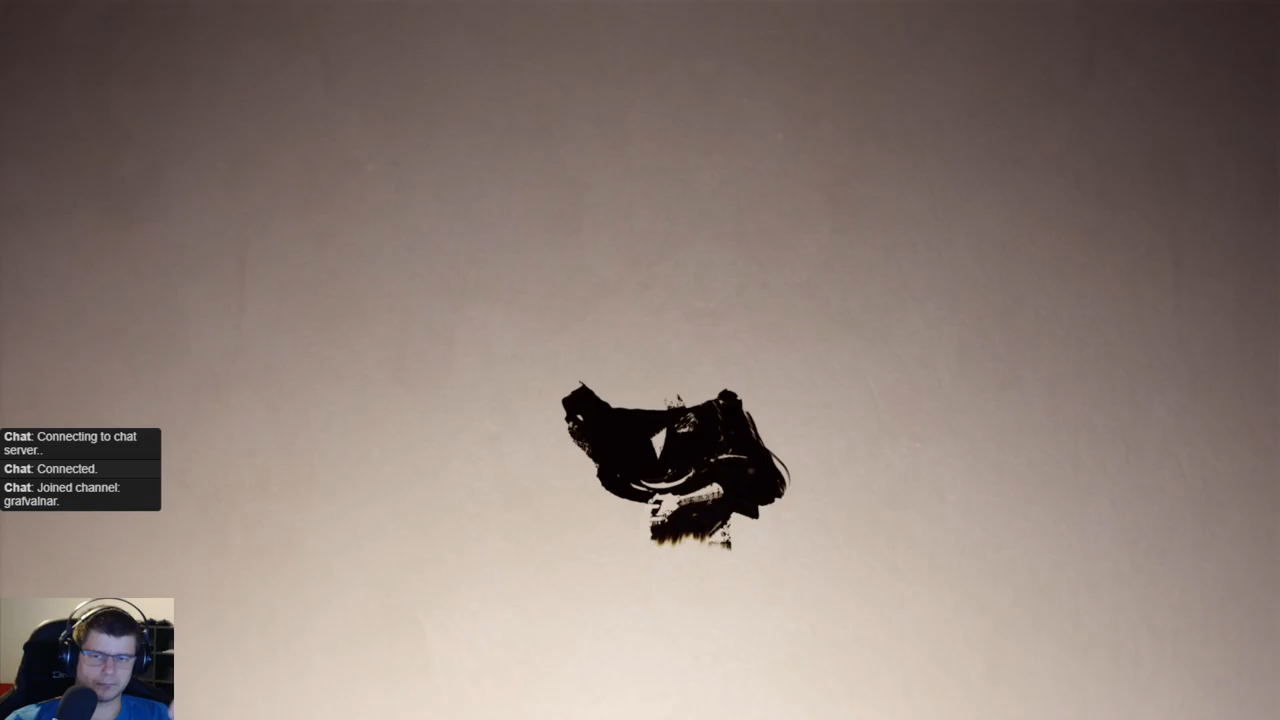 Chat: Connecting to chat
server..
Chat: Connected.
Chat: Joined channel:
grafvalnar.